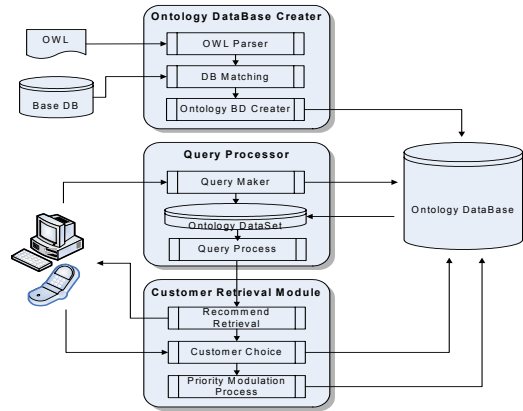 Ontology DataBase Creater
OWL
OWL Parser
DB Matching
Base DB
Ontology BD Creater
Query Processor
Query Maker
Ontology DataSet
Query Process
Ontology DataBase
Customer Retrieval Module
Recommend
Retrieval
Customer Choice
Priority Modulation
Process